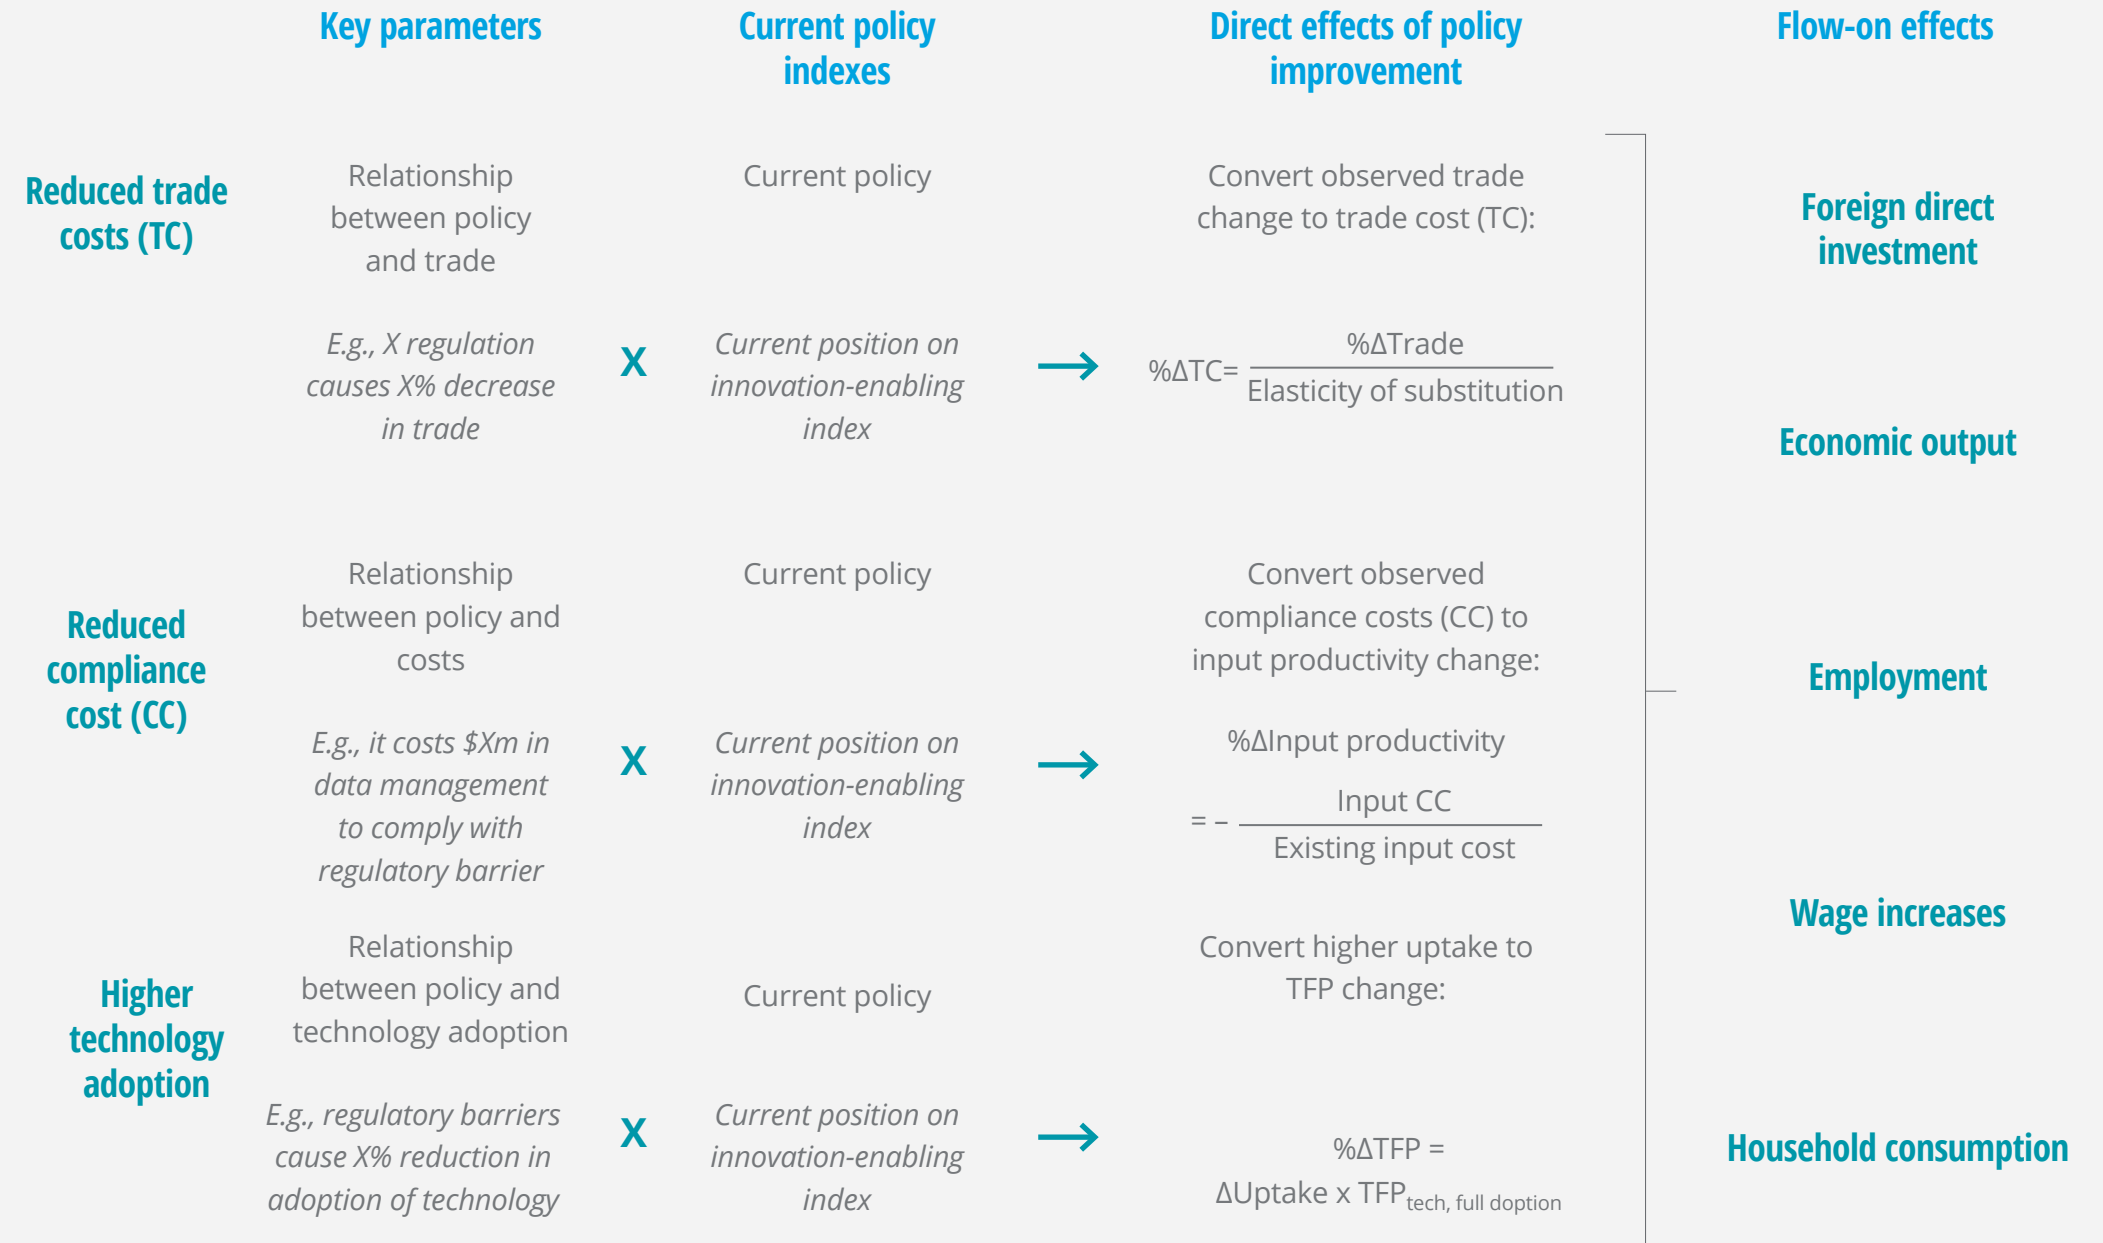 Key parameters
Current policy
indexes
Direct effects of policy
improvement
Flow-on effects
Reduced trade
costs (TC)
Relationship
between policy
and trade
E.g., X regulation
causes X% decrease
in trade
X
Current policy
Current position on
innovation-enabling
index
→
Convert observed trade
change to trade cost (TC):
%ΔTC=
%ΔTrade
Elasticity of substitution
Reduced
compliance
cost (CC)
Relationship
between policy and
costs
E.g., it costs $Xm in
data management
to comply with
regulatory barrier
X
Current policy
Current position on
innovation-enabling
index
→
Convert observed
compliance costs (CC) to
input productivity change:
%ΔInput productivity
= –
Input CC
Existing input cost
Higher
technology
adoption
Relationship
between policy and
technology adoption
E.g., regulatory barriers
cause X% reduction in
adoption of technology
X
Current policy
Current position on
innovation-enabling
index
→
Convert higher uptake to
TFP change:
%ΔTFP =
ΔUptake x TFPtech, full doption
Foreign direct
investment
Economic output
Employment
Wage increases
Household consumption